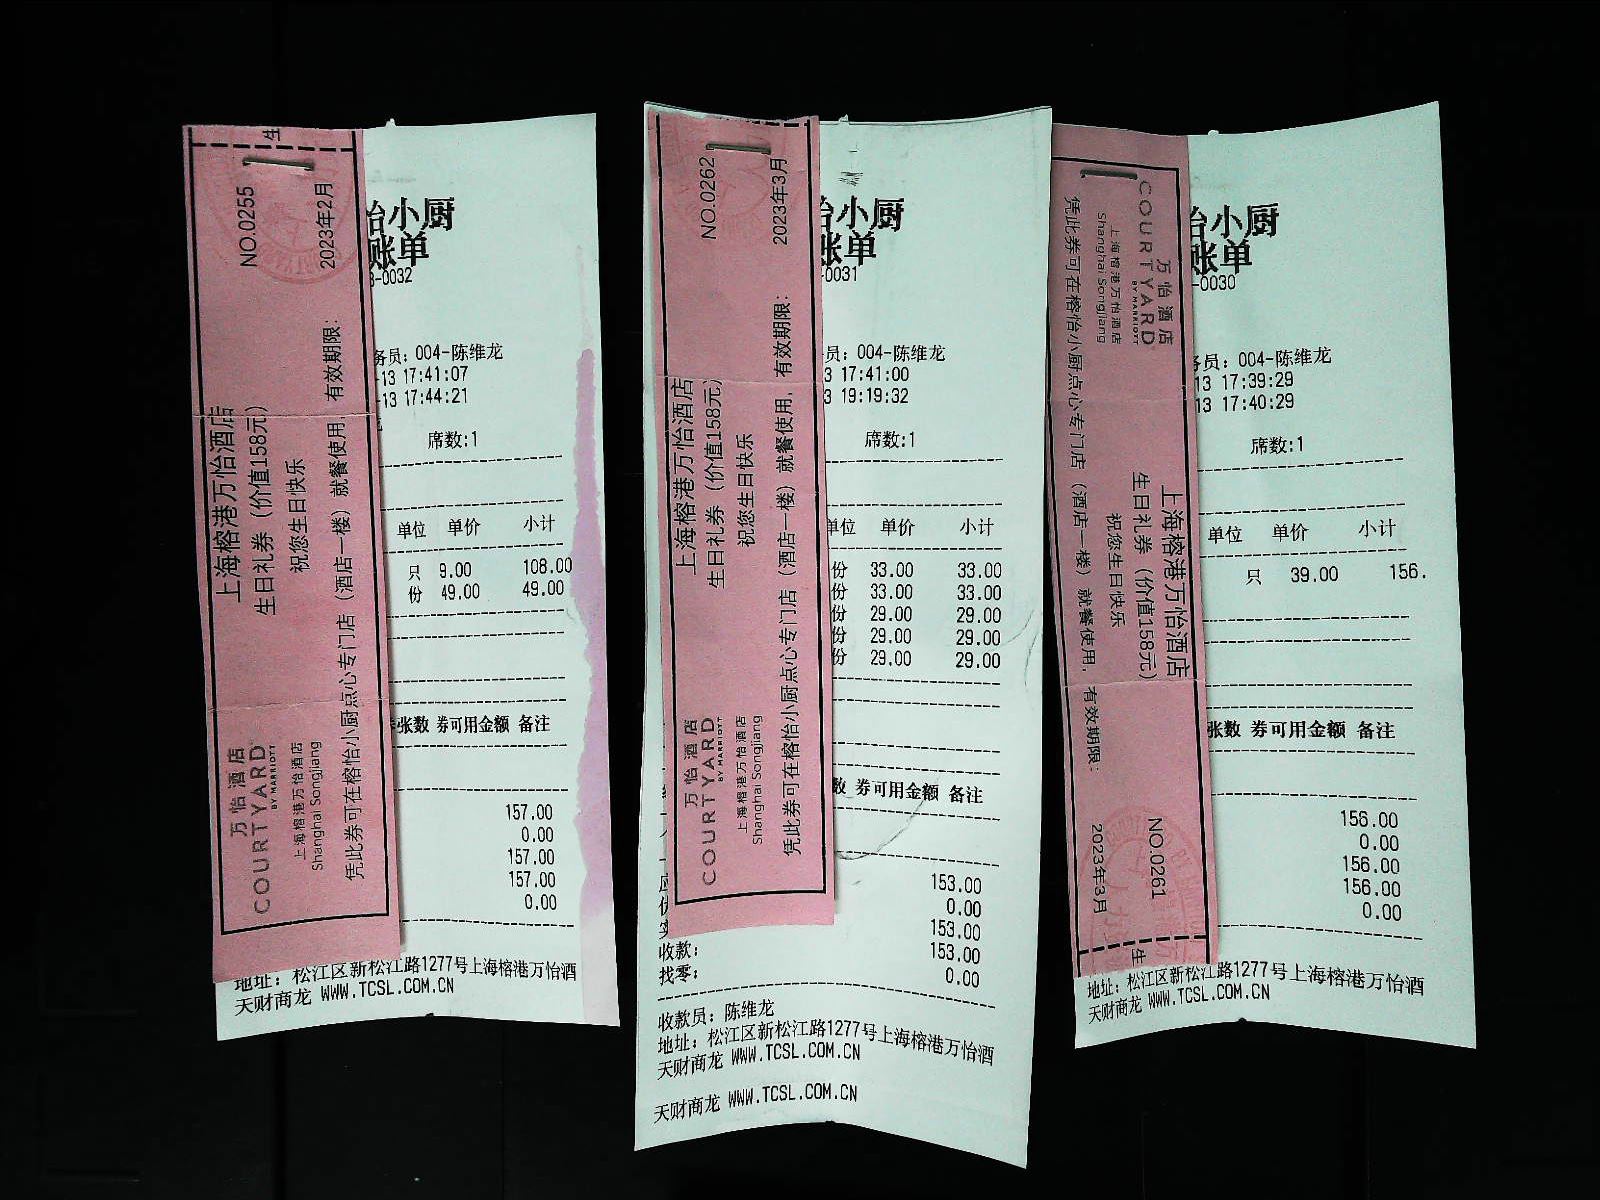 NO.0255
2023年2月
上海榕港万怡酒店
生日礼券（价值158元）
祝您生日快乐
凭此券可在榕怡小厨点心专门店（酒店一楼）就餐使用，有效期限：
万怡酒店
COURTYARD
BY MARRIOTT
上海榕港万怡酒店
Shanghai Songjiang
生
怡小厨
账单
-0032
务员：004-陈维龙
-13 17:41:07
-13 17:44:21
席数:1
单位 单价 小计
只 9.00 108.00
份 49.00 49.00
张数 券可用金额 备注
157.00
0.00
157.00
157.00
0.00
地址：松江区新松江路1277号上海榕港万怡酒
天财商龙 WWW.TCSL.COM.CN
NO.0262
2023年3月
上海榕港万怡酒店
生日礼券（价值158元）
祝您生日快乐
凭此券可在榕怡小厨点心专门店（酒店一楼）就餐使用，有效期限：
万怡酒店
COURTYARD
BY MARRIOTT
上海榕港万怡酒店
Shanghai Songjiang
怡小厨
账单
-0031
员：004-陈维龙
3 17:41:00
3 19:19:32
席数:1
单位 单价 小计
份 33.00 33.00
份 33.00 33.00
份 29.00 29.00
份 29.00 29.00
份 29.00 29.00
数 券可用金额 备注
153.00
0.00
153.00
收款： 153.00
找零： 0.00
收款员：陈维龙
地址：松江区新松江路1277号上海榕港万怡酒
天财商龙 WWW.TCSL.COM.CN
天财商龙 WWW.TCSL.COM.CN
万怡酒店
COURTYARD
BY MARRIOTT
上海榕港万怡酒店
Shanghai Songjiang
上海榕港万怡酒店
生日礼券（价值158元）
祝您生日快乐
凭此券可在榕怡小厨点心专门店（酒店一楼）就餐使用，有效期限：
NO.0261
2023年3月
生
怡小厨
账单
-0030
务员：004-陈维龙
13 17:39:29
13 17:40:29
席数:1
单位 单价 小计
只 39.00 156.
张数 券可用金额 备注
156.00
0.00
156.00
156.00
0.00
地址：松江区新松江路1277号上海榕港万怡酒
天财商龙 WWW.TCSL.COM.CN